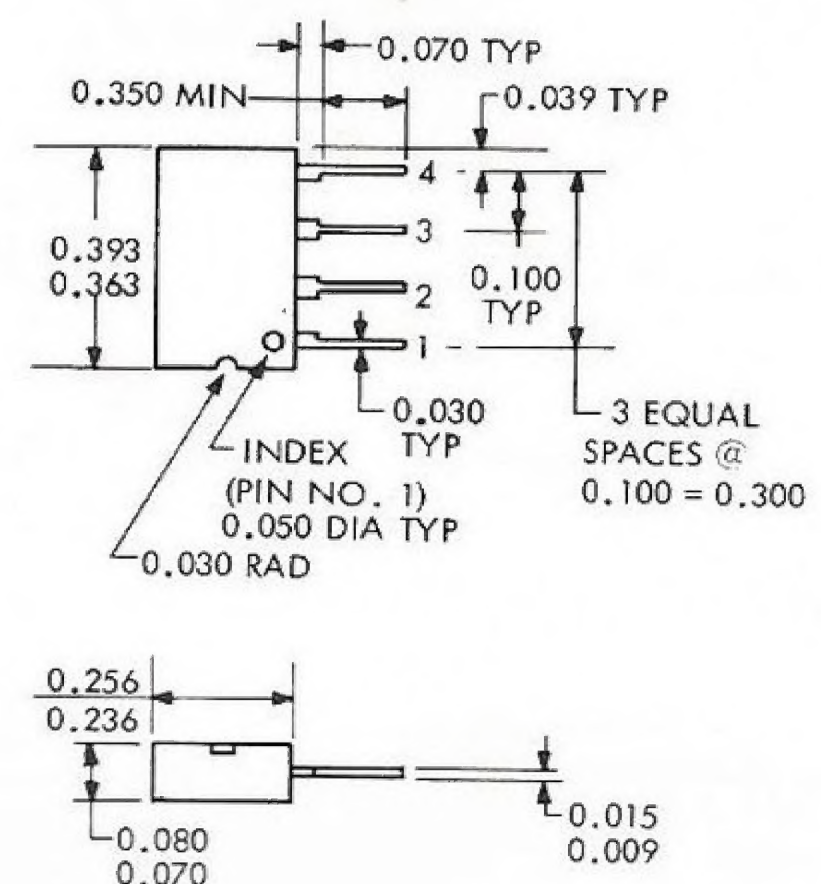 0.070 TYP
0.350 MIN
0.039 TYP
4
0.393
0.363
3
0.100
TYP
2
1
0.030
TYP
3 EQUAL
SPACES @
0.100 = 0.300
INDEX
(PIN NO. 1)
0.050 DIA TYP
0.030 RAD
0.256
0.236
0.080
0.070
0.015
0.009